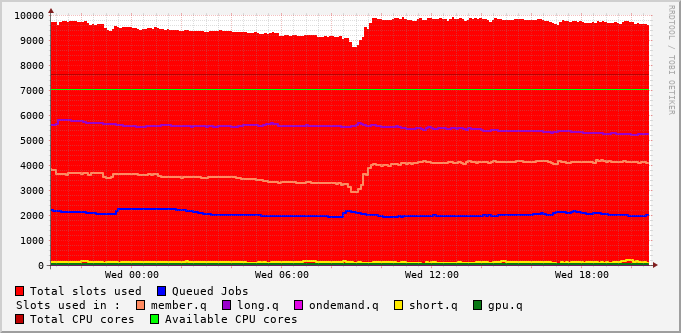 10000
9000
8000
7000
6000
5000
4000
3000
2000
1000
0
Wed 00:00 Wed 06:00 Wed 12:00 Wed 18:00
RRDTOOL / TOBI OETIKER
Total slots used Queued Jobs
Slots used in : member.q long.q ondemand.q short.q gpu.q
Total CPU cores Available CPU cores